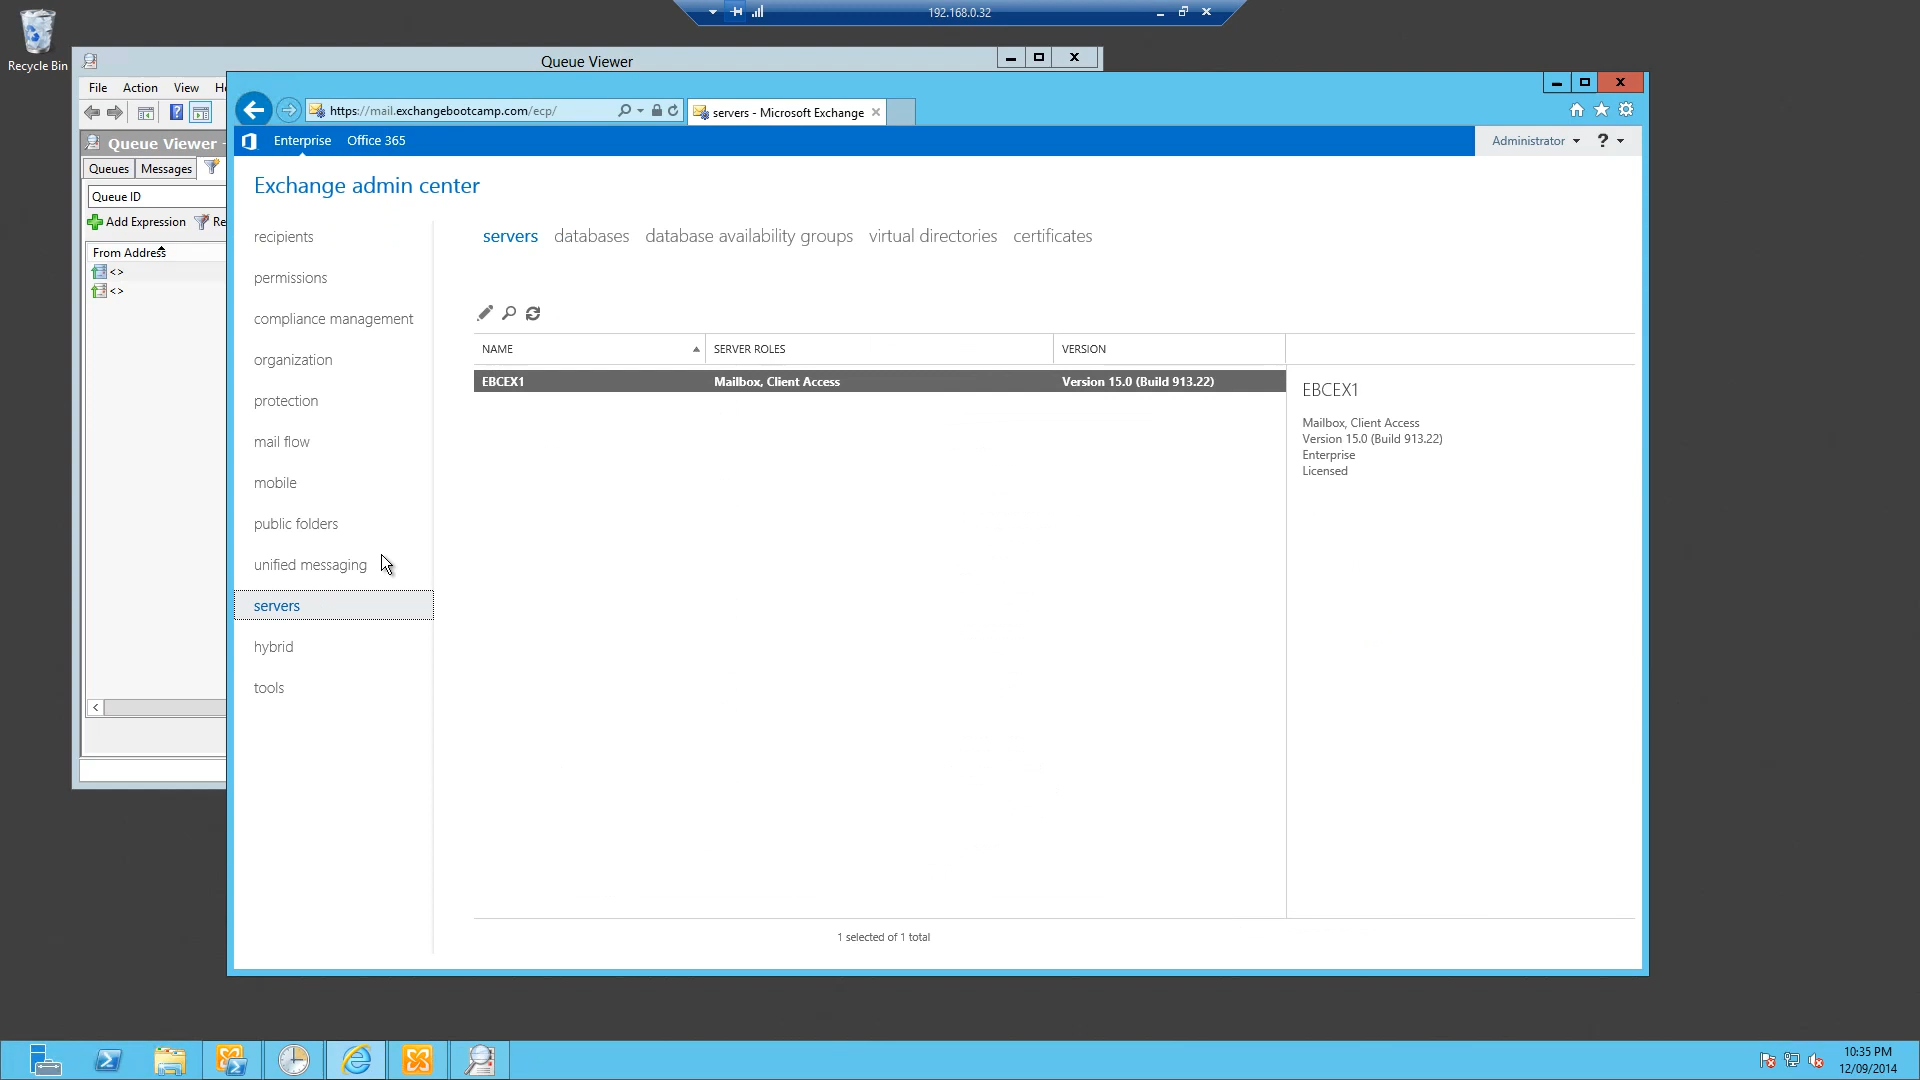 192.168.0.32
Recycle Bin
Queue Viewer
File Action View
https://mail.exchangebootcamp.com/ecp/
servers - Microsoft Exchange
Enterprise Office 365
Administrator ?
Queue Viewer -
Queues Messages
Queue ID
Add Expression
From Address
<>
<>
Exchange admin center
recipients
permissions
compliance management
organization
protection
mail flow
mobile
public folders
unified messaging
servers
hybrid
tools
servers databases database availability groups virtual directories certificates
NAME SERVER ROLES VERSION
EBCEX1 Mailbox, Client Access Version 15.0 (Build 913.22)
EBCEX1
Mailbox, Client Access
Version 15.0 (Build 913.22)
Enterprise
Licensed
1 selected of 1 total
10:35 PM
12/09/2014